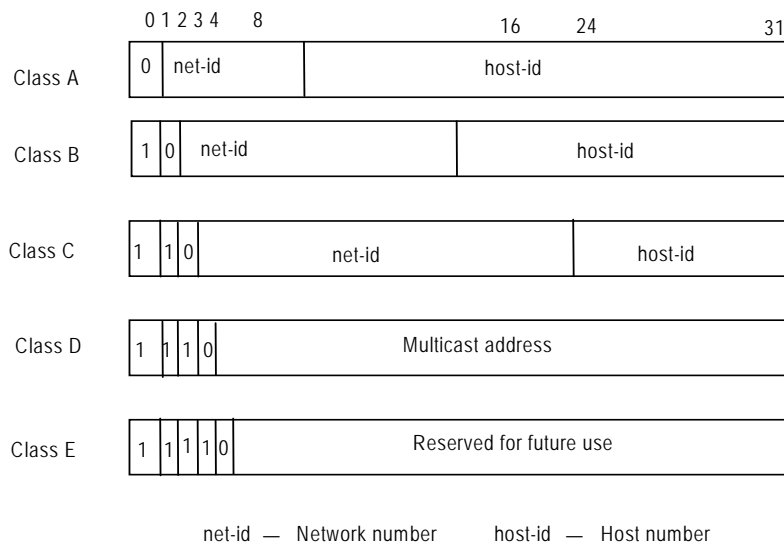 0 1 2 3 4 8 16 24 31
Class A 0 net-id host-id
Class B 1 0 net-id host-id
Class C 1 1 0 net-id host-id
Class D 1 1 1 0 Multicast address
Class E 1 1 1 1 0 Reserved for future use
net-id — Network number host-id — Host number